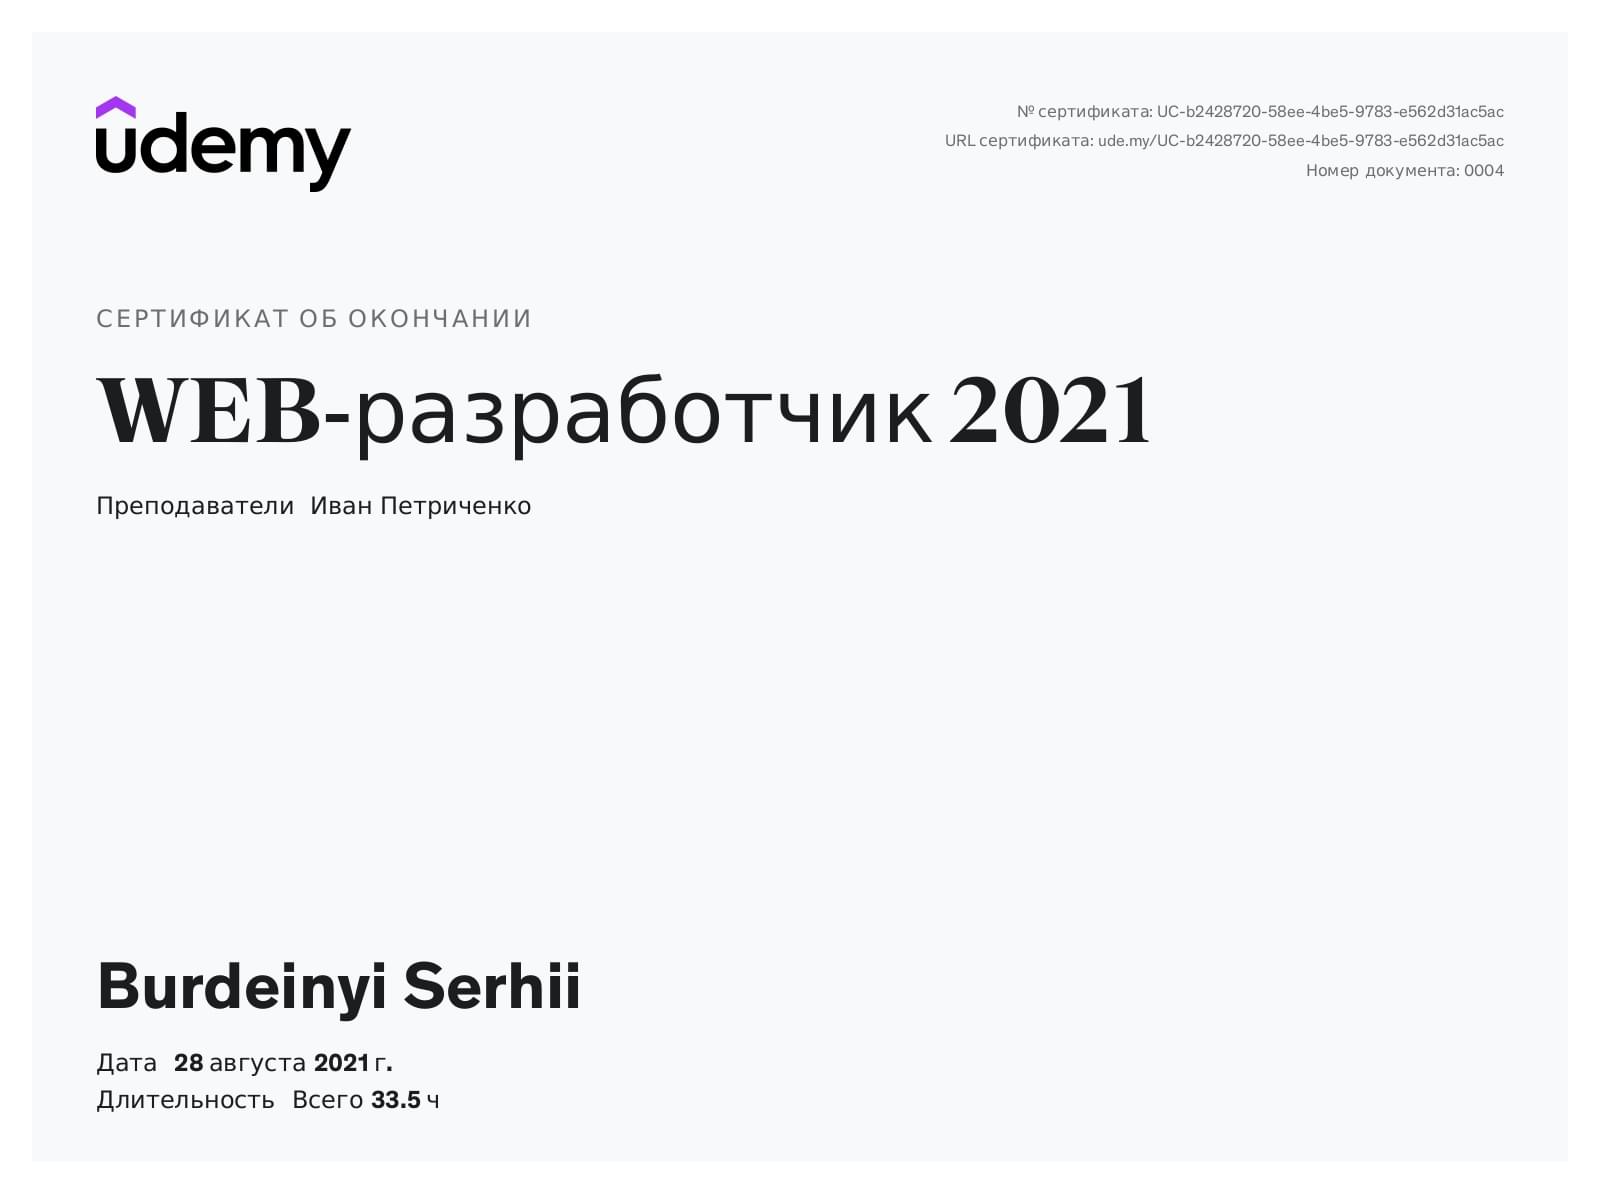 udemy
№ сертификата: UC-b2428720-58ee-4be5-9783-e562d31ac5ac
URL сертификата: ude.my/UC-b2428720-58ee-4be5-9783-e562d31ac5ac
Номер документа: 0004
СЕРТИФИКАТ ОБ ОКОНЧАНИИ
WEB-разработчик 2021
Преподаватели Иван Петриченко
Burdeinyi Serhii
Дата 28 августа 2021 г.
Длительность Всего 33.5 ч